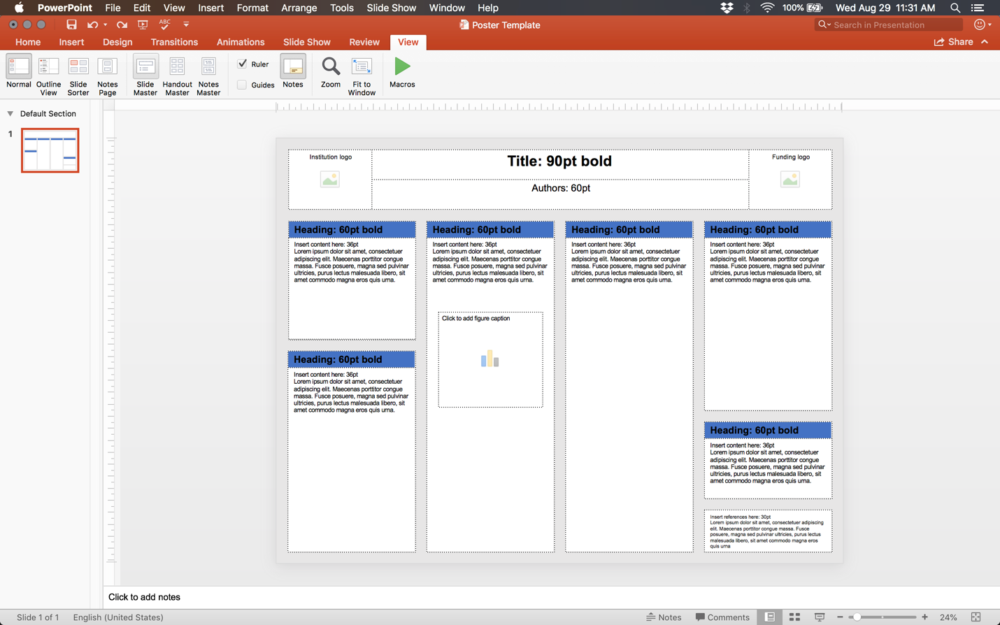 PowerPoint File Edit View Insert Format Arrange Tools Slide Show Window Help 100% Wed Aug 29 11:31 AM
ABC Poster Template Search in Presentation
Home Insert Design Transitions Animations Slide Show Review View Share
Normal Outline View Slide Sorter Notes Page Slide Master Handout Master Notes Master Ruler Guides Notes Zoom Fit to Window Macros
Default Section
1
Institution logo
Title: 90pt bold
Authors: 60pt
Funding logo
Heading: 60pt bold
Insert content here: 36pt
Lorem ipsum dolor sit amet, consectetuer
adipiscing elit. Maecenas porttitor congue
massa. Fusce posuere, magna sed pulvinar
ultricies, purus lectus malesuada libero, sit
amet commodo magna eros quis urna.
Heading: 60pt bold
Insert content here: 36pt
Lorem ipsum dolor sit amet, consectetuer
adipiscing elit. Maecenas porttitor congue
massa. Fusce posuere, magna sed pulvinar
ultricies, purus lectus malesuada libero, sit
amet commodo magna eros quis urna.
Heading: 60pt bold
Insert content here: 36pt
Lorem ipsum dolor sit amet, consectetuer
adipiscing elit. Maecenas porttitor congue
massa. Fusce posuere, magna sed pulvinar
ultricies, purus lectus malesuada libero, sit
amet commodo magna eros quis urna.
Click to add figure caption
Heading: 60pt bold
Insert content here: 36pt
Lorem ipsum dolor sit amet, consectetuer
adipiscing elit. Maecenas porttitor congue
massa. Fusce posuere, magna sed pulvinar
ultricies, purus lectus malesuada libero, sit
amet commodo magna eros quis urna.
Heading: 60pt bold
Insert content here: 36pt
Lorem ipsum dolor sit amet, consectetuer
adipiscing elit. Maecenas porttitor congue
massa. Fusce posuere, magna sed pulvinar
ultricies, purus lectus malesuada libero, sit
amet commodo magna eros quis urna.
Heading: 60pt bold
Insert content here: 36pt
Lorem ipsum dolor sit amet, consectetuer
adipiscing elit. Maecenas porttitor congue
massa. Fusce posuere, magna sed pulvinar
ultricies, purus lectus malesuada libero, sit
amet commodo magna eros quis urna.
Insert references here: 30pt
Lorem ipsum dolor sit amet, consectetuer adipiscing
elit. Maecenas porttitor congue massa. Fusce
posuere, magna sed pulvinar ultricies, purus lectus
malesuada libero, sit amet commodo magna eros
quis urna
Click to add notes
Slide 1 of 1 English (United States) Notes Comments 24%